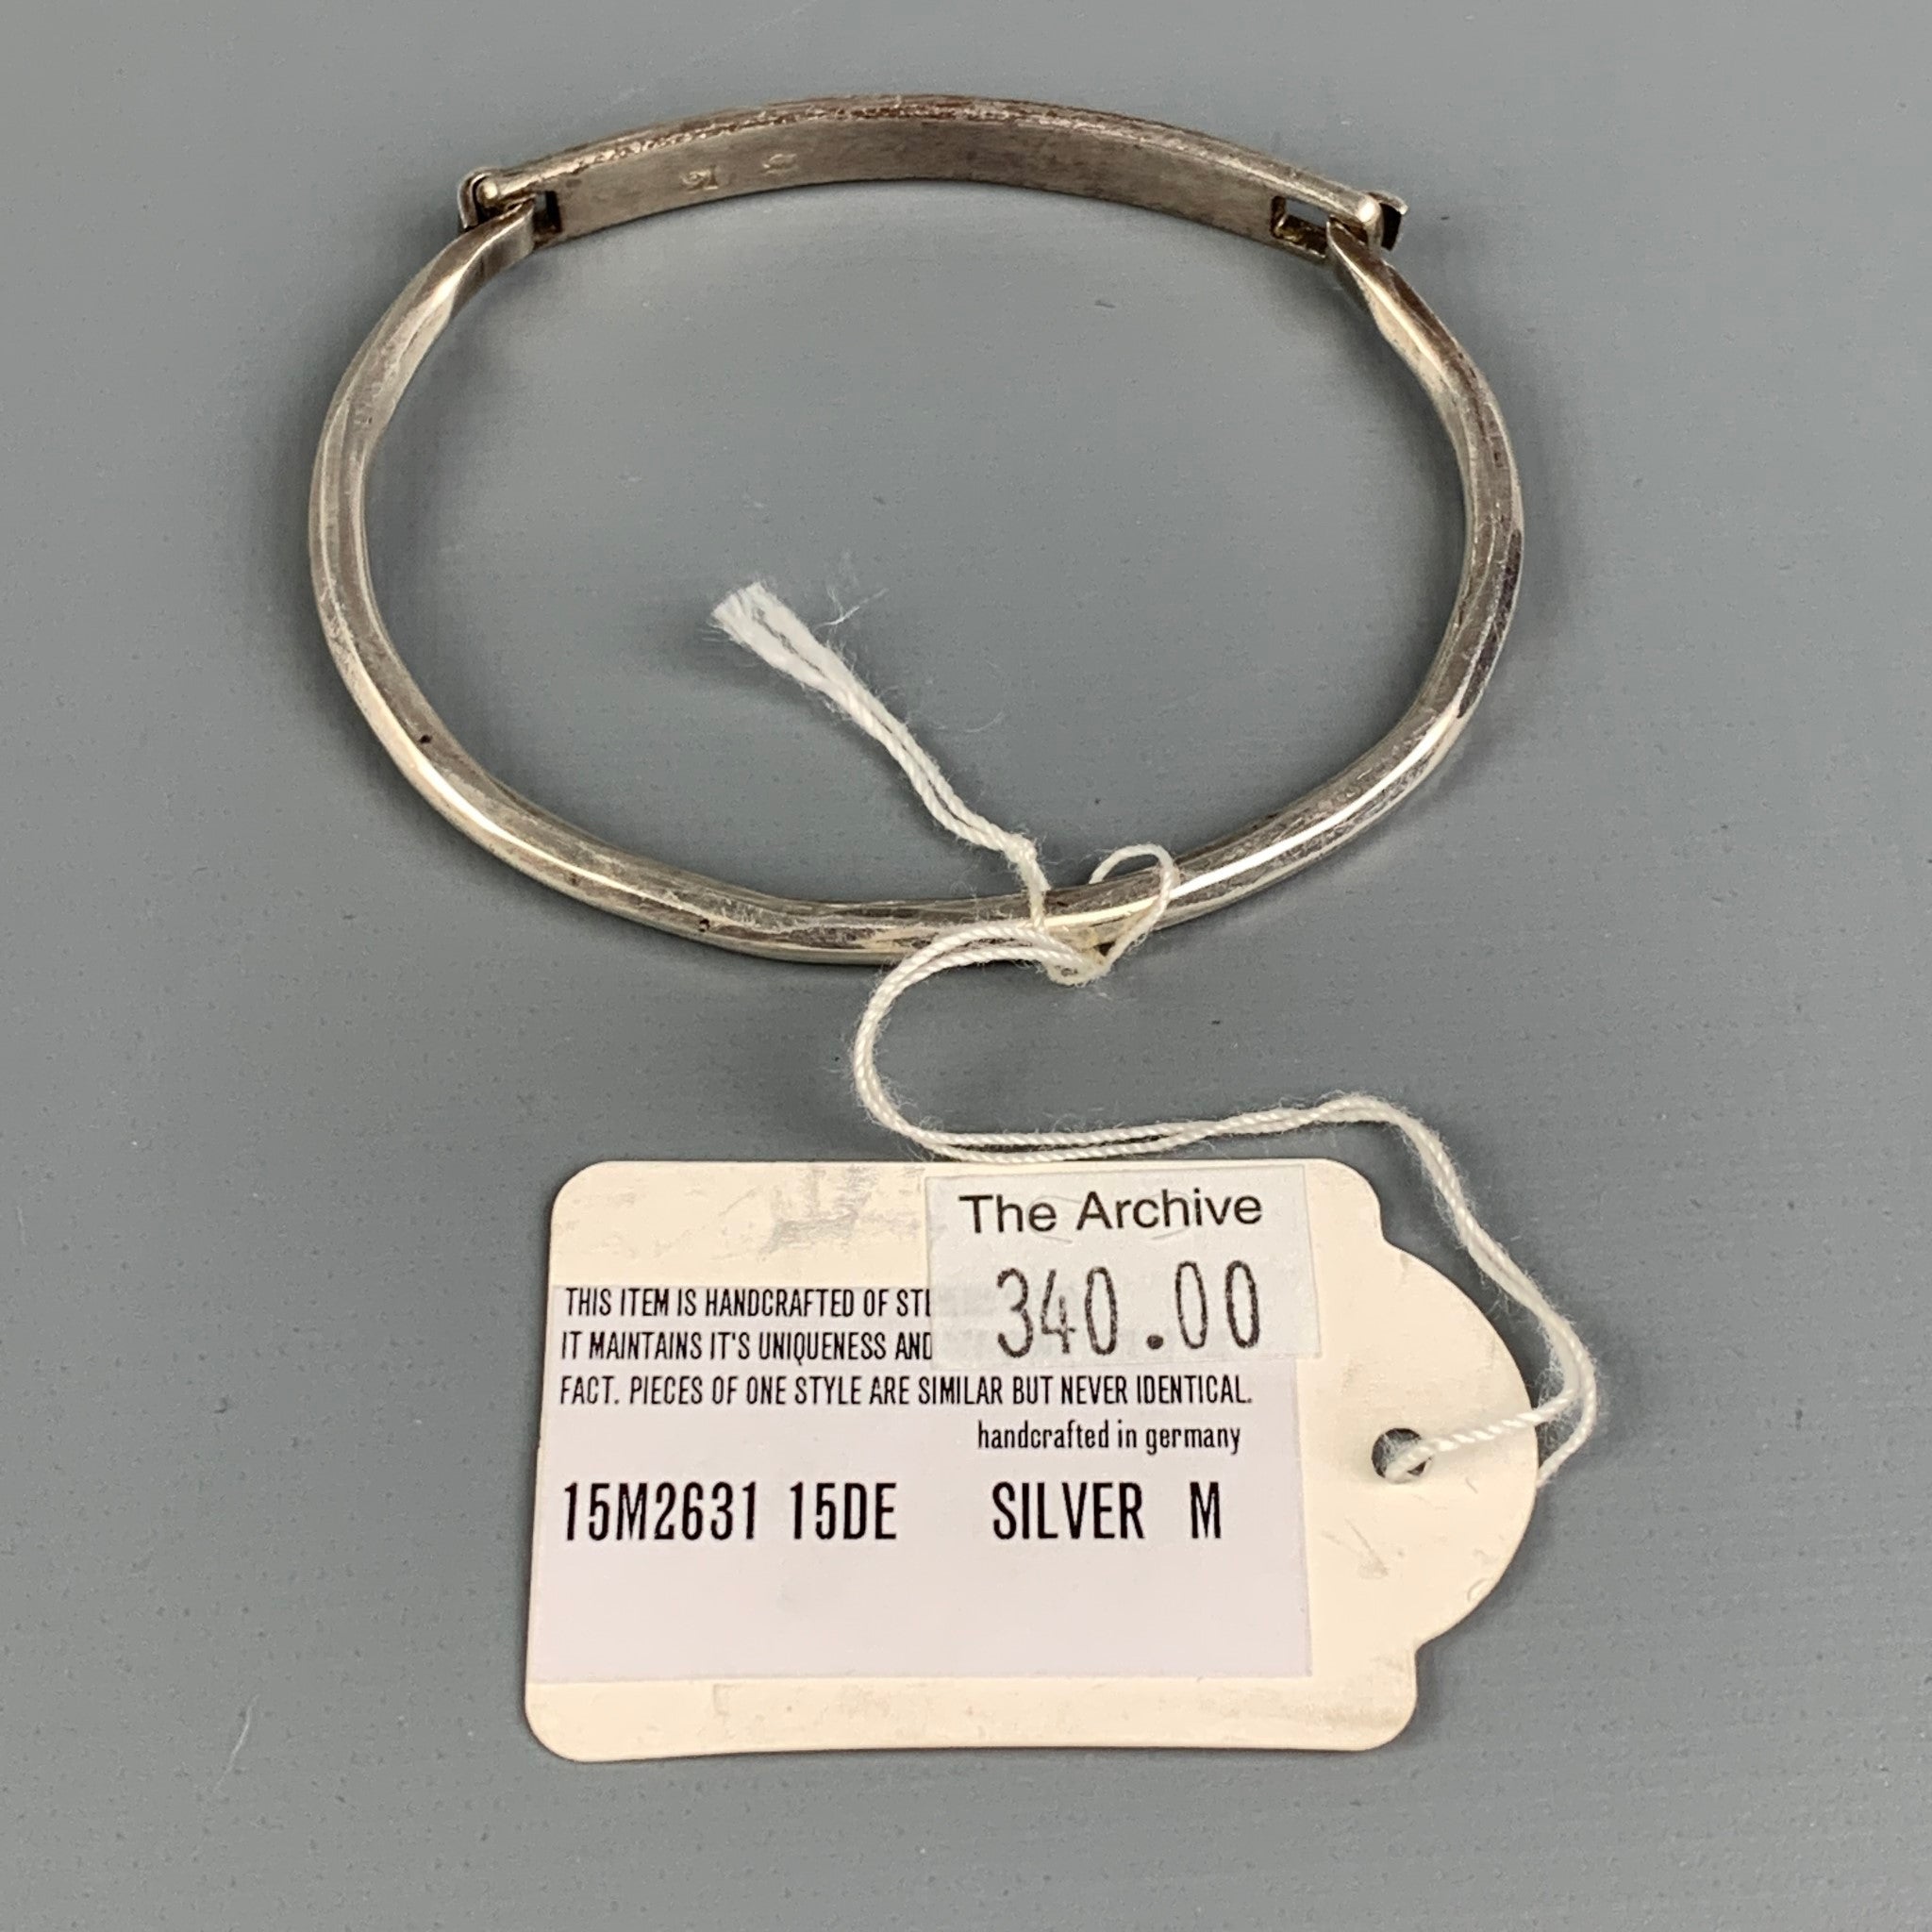 The Archive
340.00
THIS ITEM IS HANDCRAFTED OF
IT MAINTAINS IT'S UNIQUENESS AND
FACT. PIECES OF ONE STYLE ARE SIMILAR BUT NEVER IDENTICAL.
handcrafted in germany
15M2631 15DE SILVER M